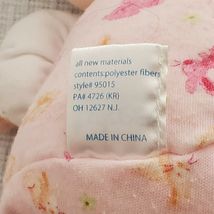 all new materials
contents:polyester fibers
style# 95015
PA# 4726 (KR)
OH 12627 N.J.
MADE IN CHINA